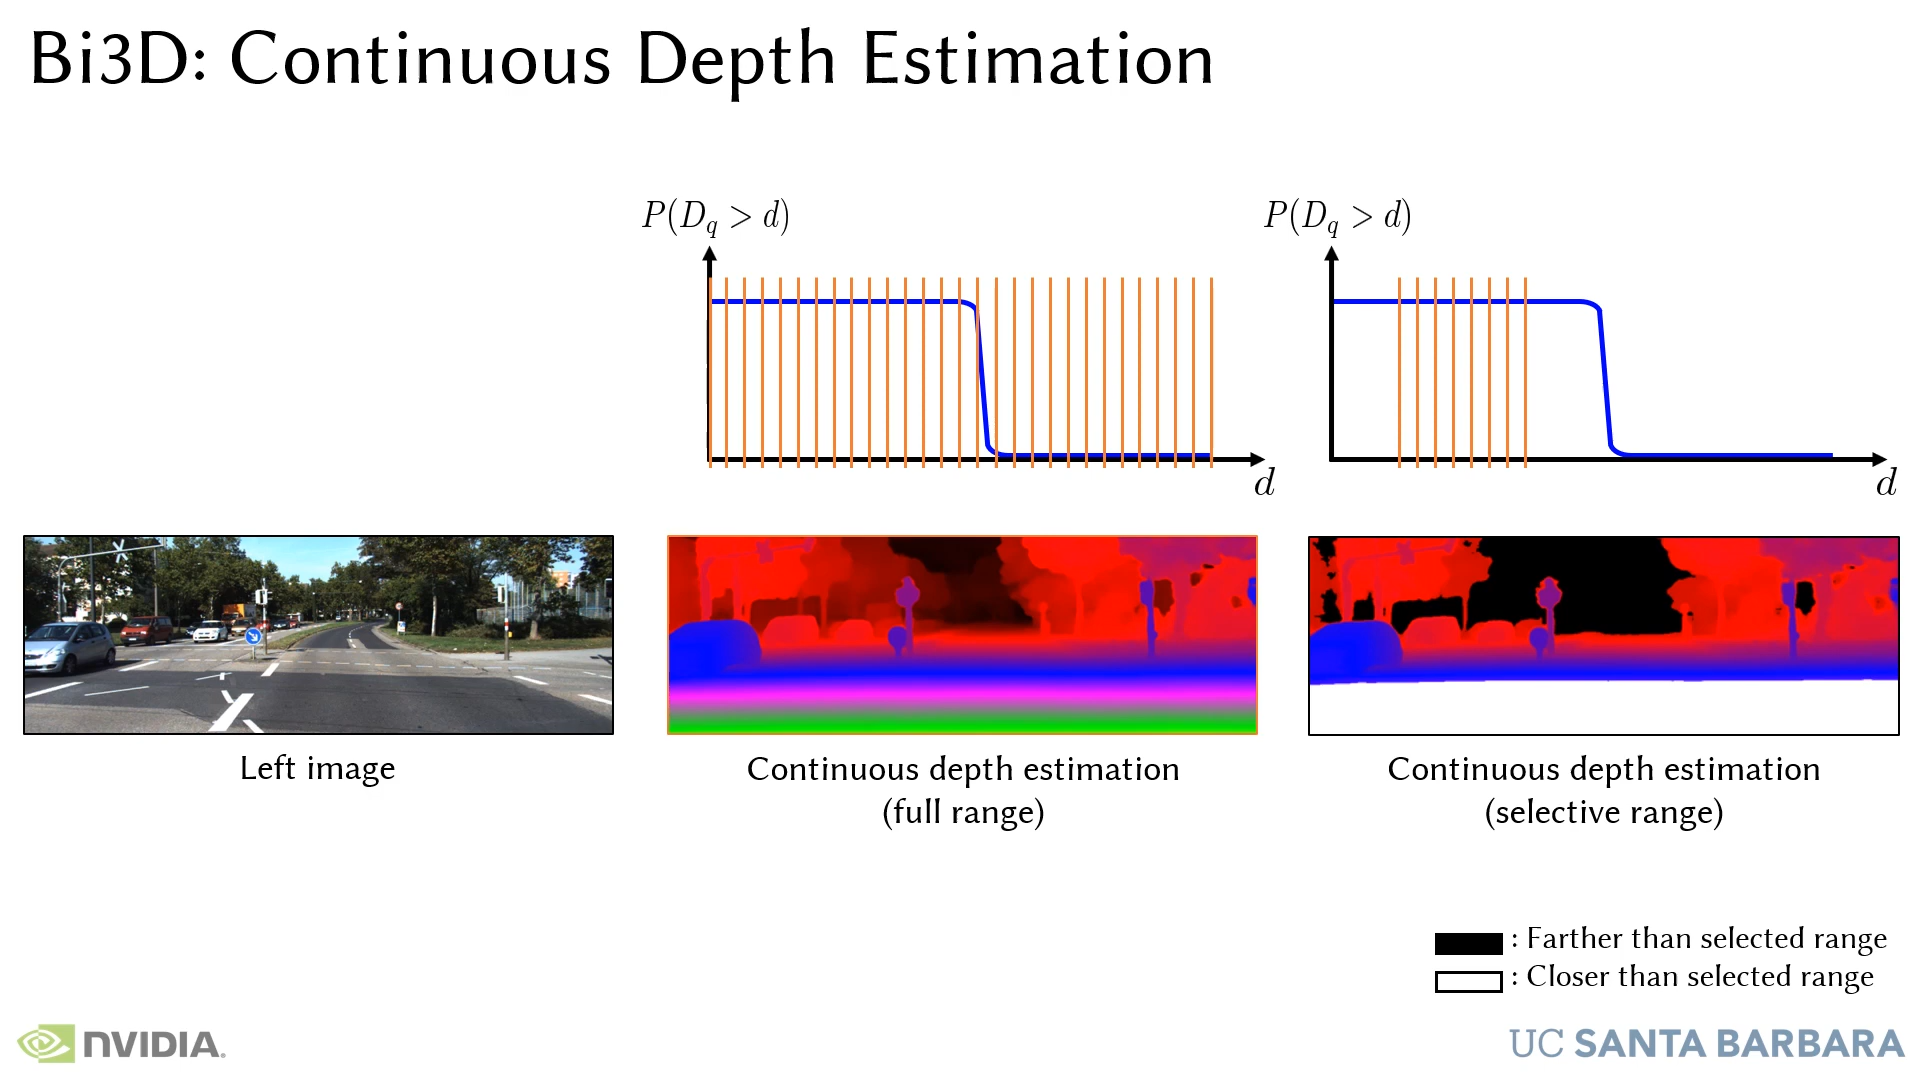 Bi3D: Continuous Depth Estimation
P(D_q > d)
P(D_q > d)
d
d
Left image
Continuous depth estimation
(full range)
Continuous depth estimation
(selective range)
: Farther than selected range
: Closer than selected range
NVIDIA.
UC SANTA BARBARA